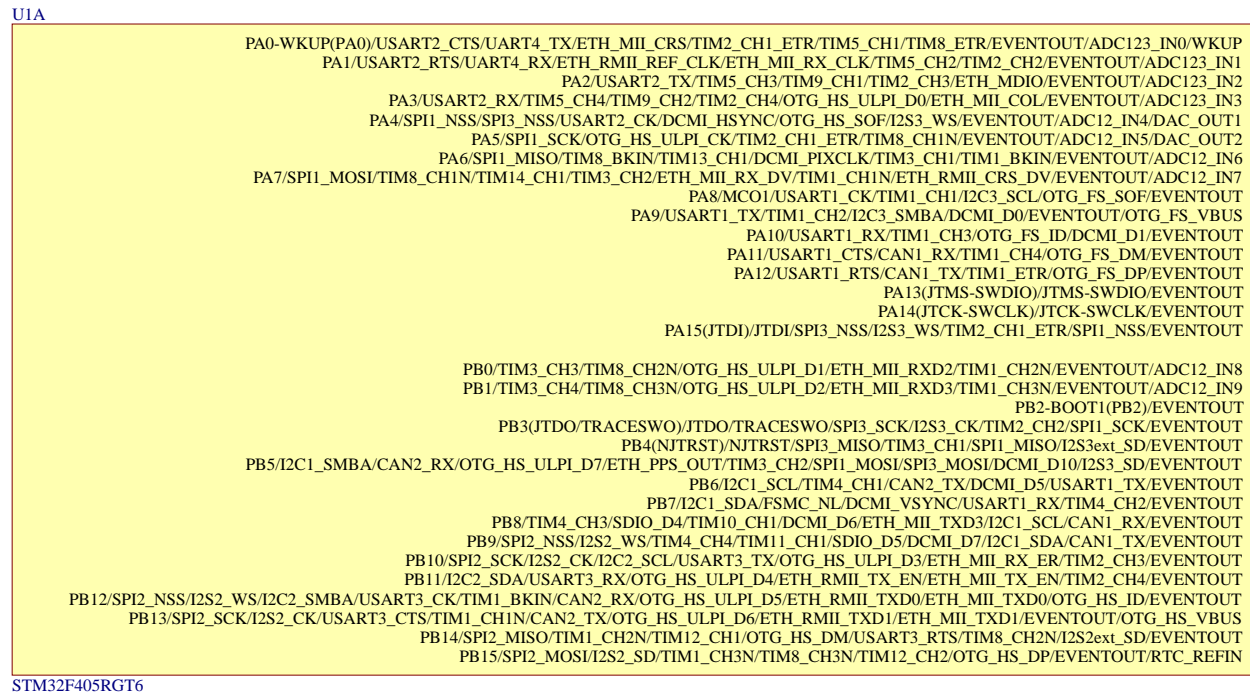 U1A
PA0-WKUP(PA0)/USART2_CTS/UART4_TX/ETH_MII_CRS/TIM2_CH1_ETR/TIM5_CH1/TIM8_ETR/EVENTOUT/ADC123_IN0/WKUP
PA1/USART2_RTS/UART4_RX/ETH_RMII_REF_CLK/ETH_MII_RX_CLK/TIM5_CH2/TIM2_CH2/EVENTOUT/ADC123_IN1
PA2/USART2_TX/TIM5_CH3/TIM9_CH1/TIM2_CH3/ETH_MDIO/EVENTOUT/ADC123_IN2
PA3/USART2_RX/TIM5_CH4/TIM9_CH2/TIM2_CH4/OTG_HS_ULPI_D0/ETH_MII_COL/EVENTOUT/ADC123_IN3
PA4/SPI1_NSS/SPI3_NSS/USART2_CK/DCMI_HSYNC/OTG_HS_SOF/I2S3_WS/EVENTOUT/ADC12_IN4/DAC_OUT1
PA5/SPI1_SCK/OTG_HS_ULPI_CK/TIM2_CH1_ETR/TIM8_CH1N/EVENTOUT/ADC12_IN5/DAC_OUT2
PA6/SPI1_MISO/TIM8_BKIN/TIM13_CH1/DCMI_PIXCLK/TIM3_CH1/TIM1_BKIN/EVENTOUT/ADC12_IN6
PA7/SPI1_MOSI/TIM8_CH1N/TIM14_CH1/TIM3_CH2/ETH_MII_RX_DV/TIM1_CH1N/ETH_RMII_CRS_DV/EVENTOUT/ADC12_IN7
PA8/MCO1/USART1_CK/TIM1_CH1/I2C3_SCL/OTG_FS_SOF/EVENTOUT
PA9/USART1_TX/TIM1_CH2/I2C3_SMBA/DCMI_D0/EVENTOUT/OTG_FS_VBUS
PA10/USART1_RX/TIM1_CH3/OTG_FS_ID/DCMI_D1/EVENTOUT
PA11/USART1_CTS/CAN1_RX/TIM1_CH4/OTG_FS_DM/EVENTOUT
PA12/USART1_RTS/CAN1_TX/TIM1_ETR/OTG_FS_DP/EVENTOUT
PA13(JTMS-SWDIO)/JTMS-SWDIO/EVENTOUT
PA14(JTCK-SWCLK)/JTCK-SWCLK/EVENTOUT
PA15(JTDI)/JTDI/SPI3_NSS/I2S3_WS/TIM2_CH1_ETR/SPI1_NSS/EVENTOUT
PB0/TIM3_CH3/TIM8_CH2N/OTG_HS_ULPI_D1/ETH_MII_RXD2/TIM1_CH2N/EVENTOUT/ADC12_IN8
PB1/TIM3_CH4/TIM8_CH3N/OTG_HS_ULPI_D2/ETH_MII_RXD3/TIM1_CH3N/EVENTOUT/ADC12_IN9
PB2-BOOT1(PB2)/EVENTOUT
PB3(JTDO/TRACESWO)/JTDO/TRACESWO/SPI3_SCK/I2S3_CK/TIM2_CH2/SPI1_SCK/EVENTOUT
PB4(NJTRST)/NJTRST/SPI3_MISO/TIM3_CH1/SPI1_MISO/I2S3ext_SD/EVENTOUT
PB5/I2C1_SMBA/CAN2_RX/OTG_HS_ULPI_D7/ETH_PPS_OUT/TIM3_CH2/SPI1_MOSI/SPI3_MOSI/DCMI_D10/I2S3_SD/EVENTOUT
PB6/I2C1_SCL/TIM4_CH1/CAN2_TX/DCMI_D5/USART1_TX/EVENTOUT
PB7/I2C1_SDA/FSMC_NL/DCMI_VSYNC/USART1_RX/TIM4_CH2/EVENTOUT
PB8/TIM4_CH3/SDIO_D4/TIM10_CH1/DCMI_D6/ETH_MII_TXD3/I2C1_SCL/CAN1_RX/EVENTOUT
PB9/SPI2_NSS/I2S2_WS/TIM4_CH4/TIM11_CH1/SDIO_D5/DCMI_D7/I2C1_SDA/CAN1_TX/EVENTOUT
PB10/SPI2_SCK/I2S2_CK/I2C2_SCL/USART3_TX/OTG_HS_ULPI_D3/ETH_MII_RX_ER/TIM2_CH3/EVENTOUT
PB11/I2C2_SDA/USART3_RX/OTG_HS_ULPI_D4/ETH_RMII_TX_EN/ETH_MII_TX_EN/TIM2_CH4/EVENTOUT
PB12/SPI2_NSS/I2S2_WS/I2C2_SMBA/USART3_CK/TIM1_BKIN/CAN2_RX/OTG_HS_ULPI_D5/ETH_RMII_TXD0/ETH_MII_TXD0/OTG_HS_ID/EVENTOUT
PB13/SPI2_SCK/I2S2_CK/USART3_CTS/TIM1_CH1N/CAN2_TX/OTG_HS_ULPI_D6/ETH_RMII_TXD1/ETH_MII_TXD1/EVENTOUT/OTG_HS_VBUS
PB14/SPI2_MISO/TIM1_CH2N/TIM12_CH1/OTG_HS_DM/USART3_RTS/TIM8_CH2N/I2S2ext_SD/EVENTOUT
PB15/SPI2_MOSI/I2S2_SD/TIM1_CH3N/TIM8_CH3N/TIM12_CH2/OTG_HS_DP/EVENTOUT/RTC_REFIN
STM32F405RGT6